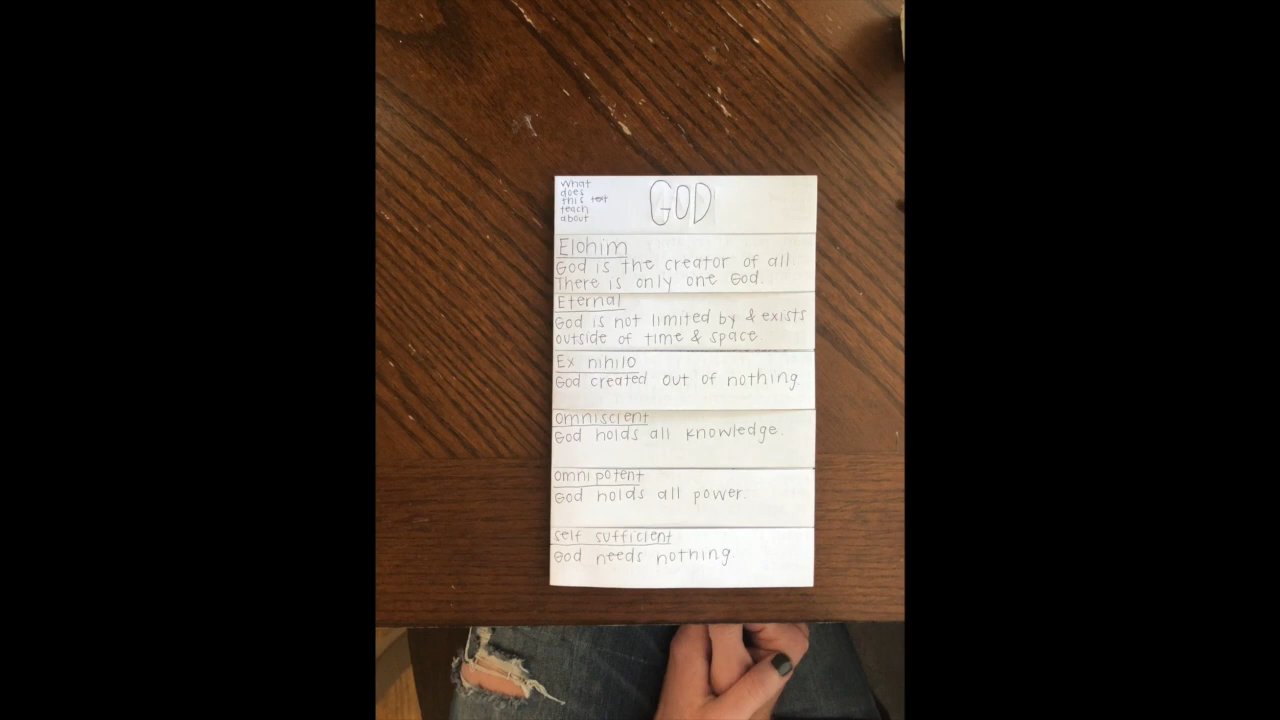 What
does
this text
teach
about
GOD
Elohim
God is the creator of all
There is only one God.
Eternal
God is not limited by & exists
outside of time & space.
Ex nihilo
God created out of nothing.
omniscient
God holds all knowledge.
omnipotent
God holds all power.
self sufficient
God needs nothing.